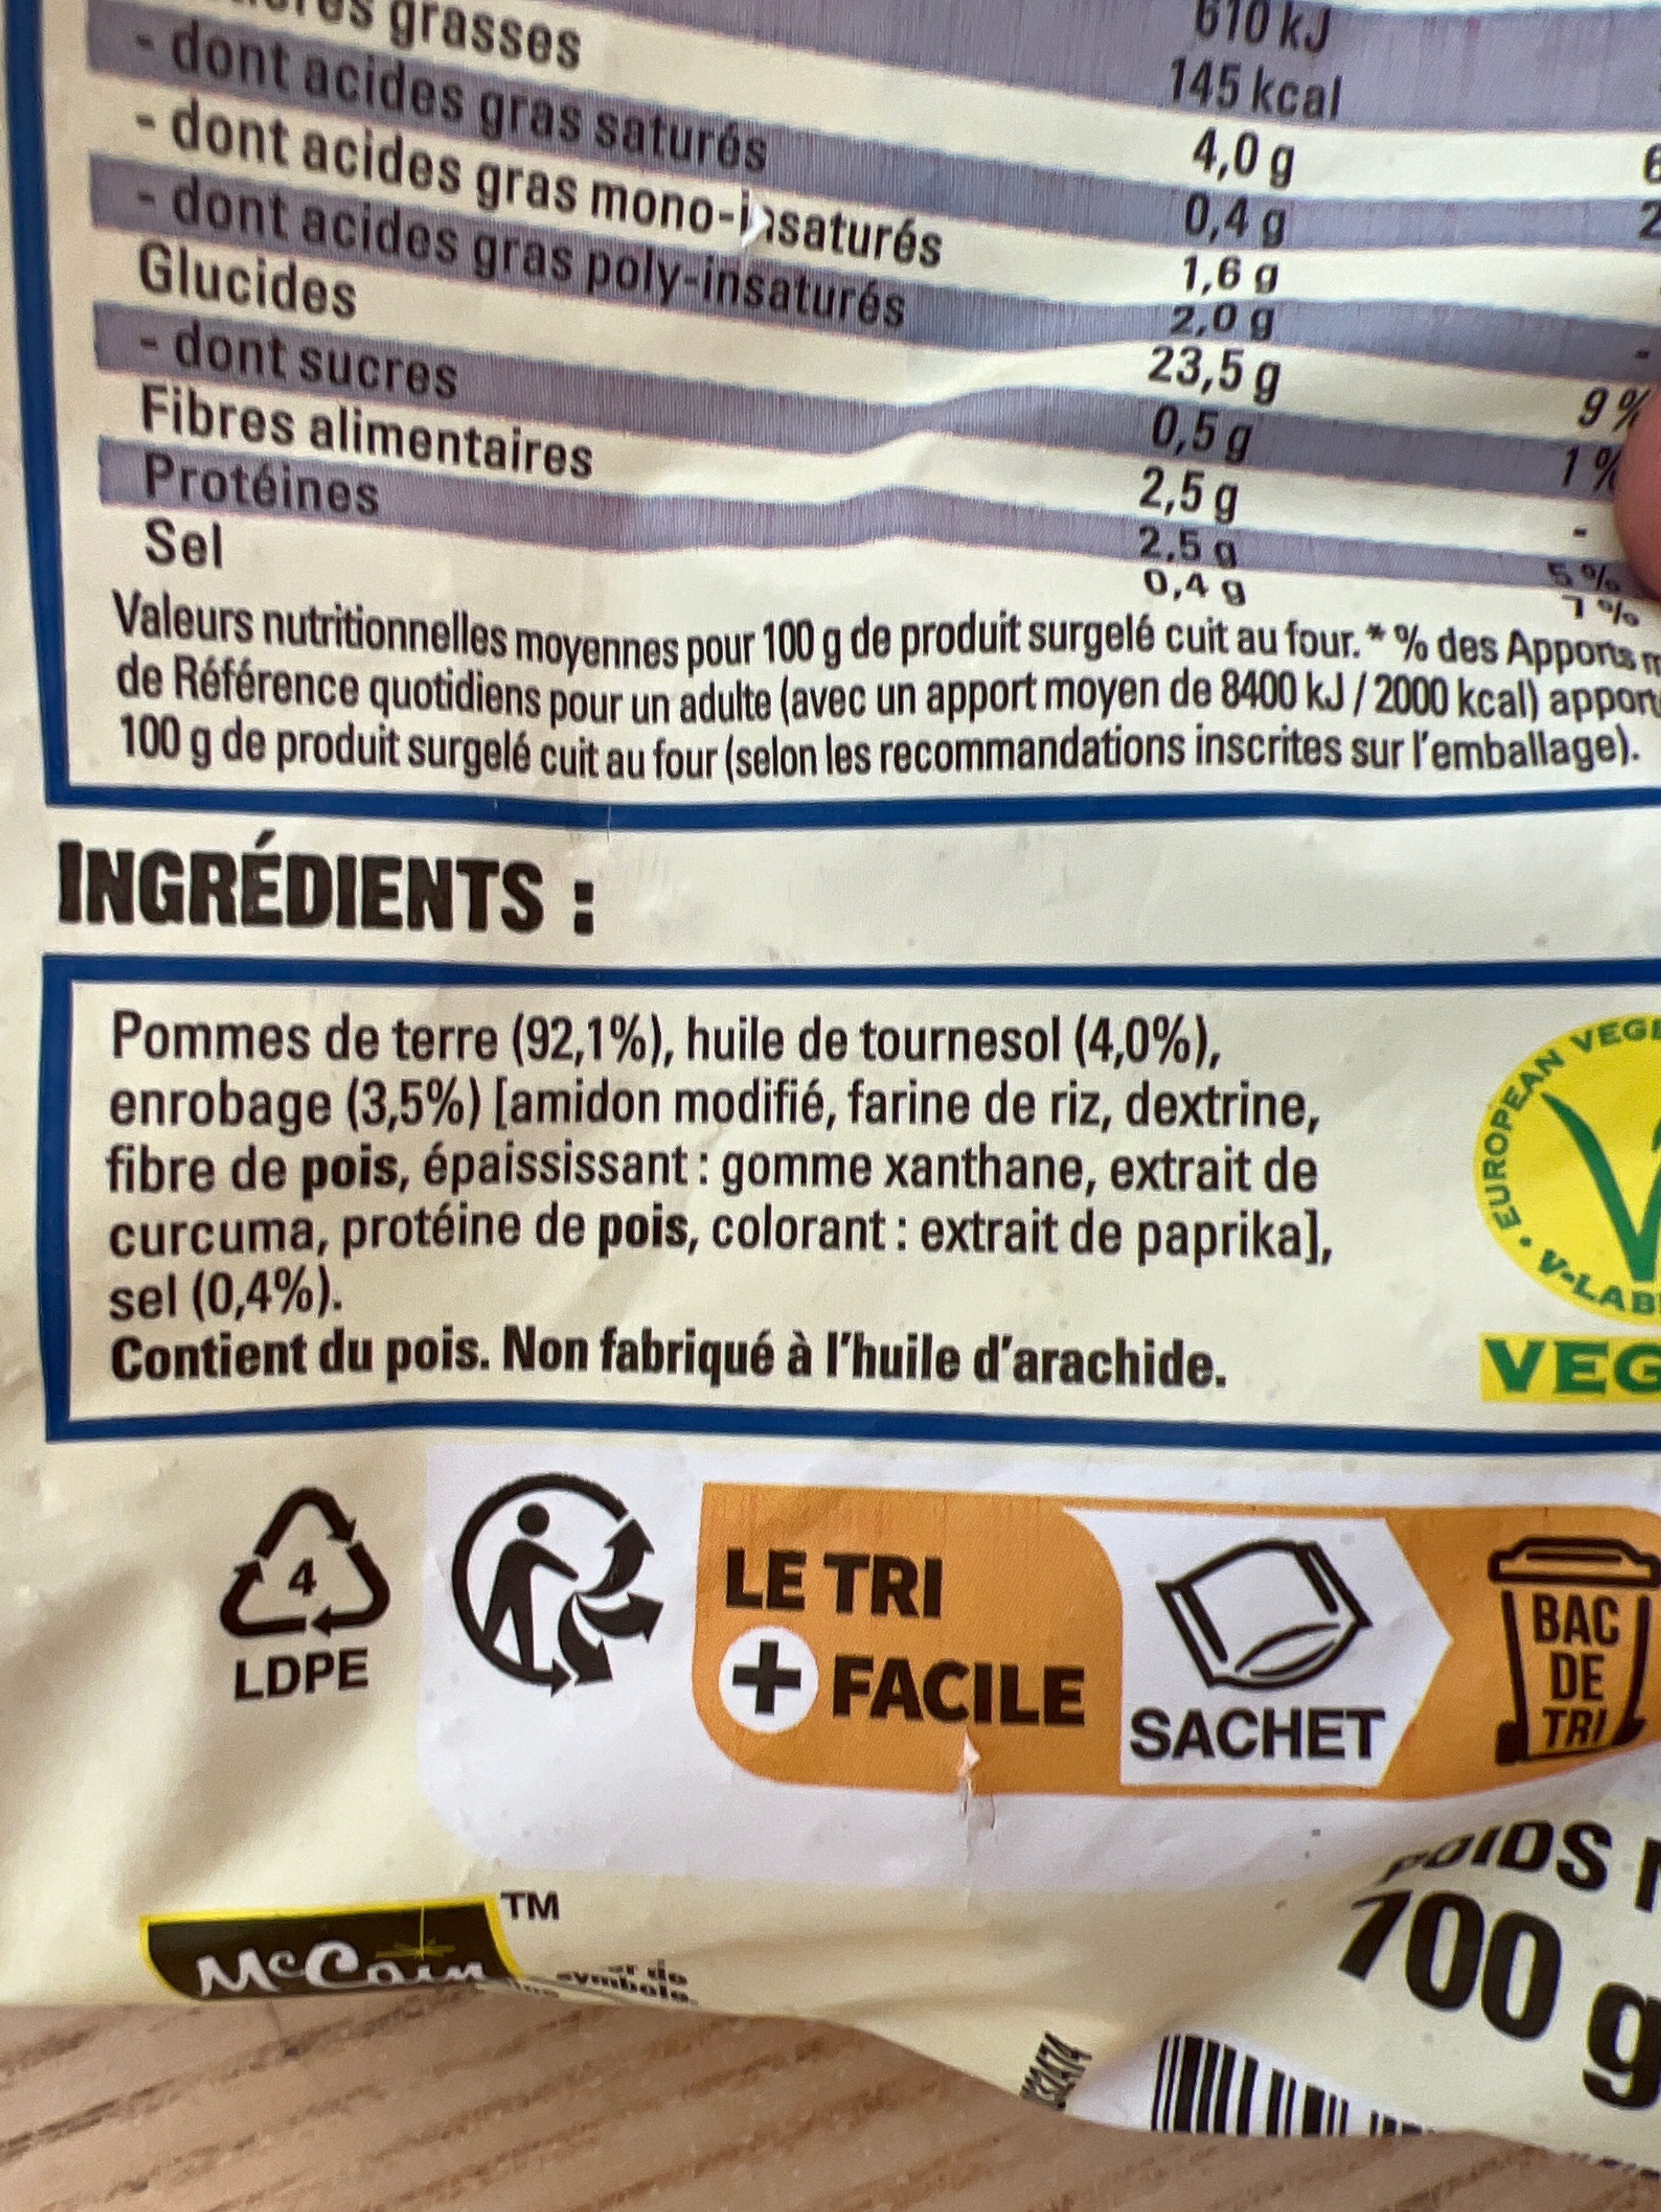 grasses
610 kJ
145 kcal
- dont acides gras saturés
4,0 g
- dont acides gras mono-insaturés
0,4 g
- dont acides gras poly-insaturés
1,6 g
2,0 g
Glucides
23,5 g
9 %
- dont sucres
0,5 g
1 %
Fibres alimentaires
2,5 g
-
Protéines
2,5 g
5 %
Sel
0,4 g
7 %
Valeurs nutritionnelles moyennes pour 100 g de produit surgelé cuit au four. * % des Apports
de Référence quotidiens pour un adulte (avec un apport moyen de 8400 kJ / 2000 kcal)
100 g de produit surgelé cuit au four (selon les recommandations inscrites sur l'emballage).
INGRÉDIENTS :
Pommes de terre (92,1%), huile de tournesol (4,0%),
enrobage (3,5%) [amidon modifié, farine de riz, dextrine,
fibre de pois, épaississant : gomme xanthane, extrait de
curcuma, protéine de pois, colorant : extrait de paprika],
sel (0,4%).
Contient du pois. Non fabriqué à l'huile d'arachide.
EUROPEAN
4
LDPE
LE TRI
+ FACILE
SACHET
BAC
DE
TRI
McCain TM
symbole.
100 g